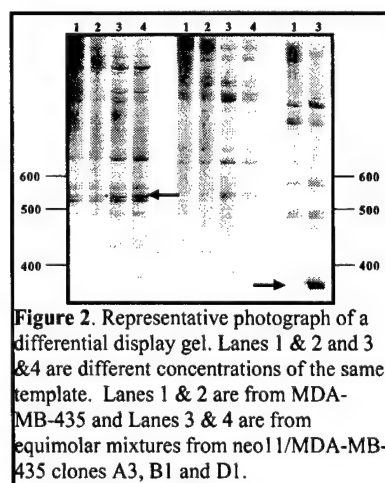 1 2 3 4 1 2 3 4 1 3
600 600
500 500
400 400
Figure 2. Representative photograph of a
differential display gel. Lanes 1 & 2 and 3
&4 are different concentrations of the same
template. Lanes 1 & 2 are from MDA-
MB-435 and Lanes 3 & 4 are from
equimolar mixtures from neo11/MDA-MB-
435 clones A3, B1 and D1.